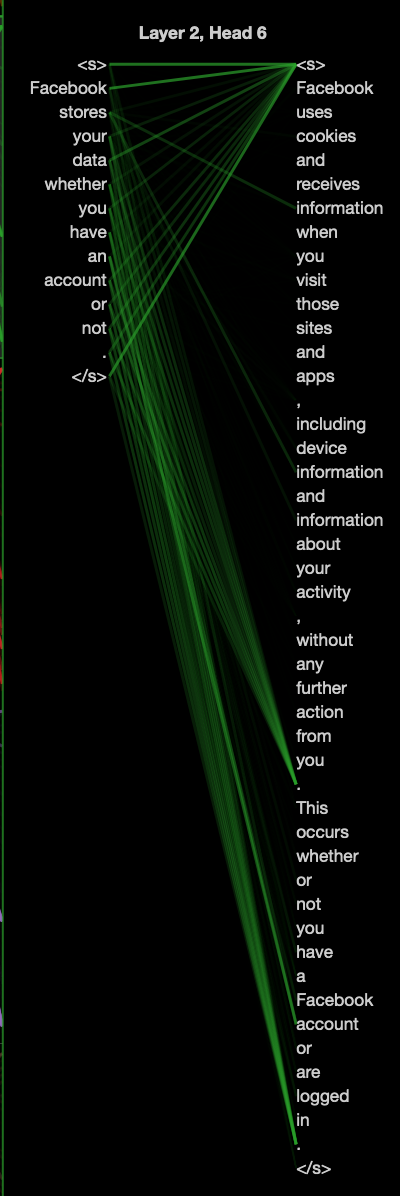 Layer 2, Head 6
<s>
Facebook
stores
your
data
whether
you
have
an
account
or
not
.
</s>
<s>
Facebook
uses
cookies
and
receives
information
when
you
visit
those
sites
and
apps
,
including
device
information
and
information
about
your
activity
,
without
any
further
action
from
you
.
This
occurs
whether
or
not
you
have
a
Facebook
account
or
are
logged
in
.
</s>